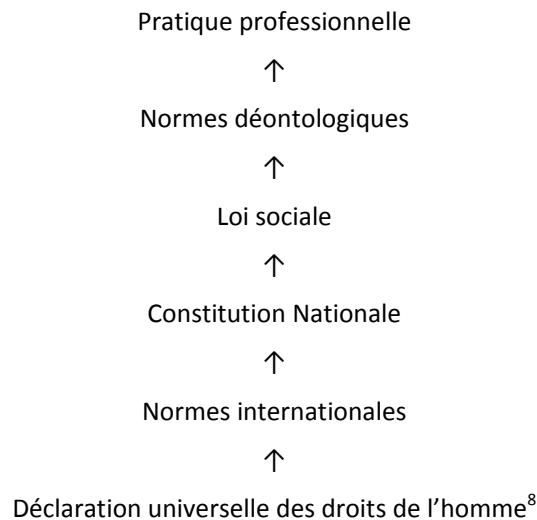 Pratique professionnelle
↑
Normes déontologiques
↑
Loi sociale
↑
Constitution Nationale
↑
Normes internationales
↑
Déclaration universelle des droits de l’homme⁸